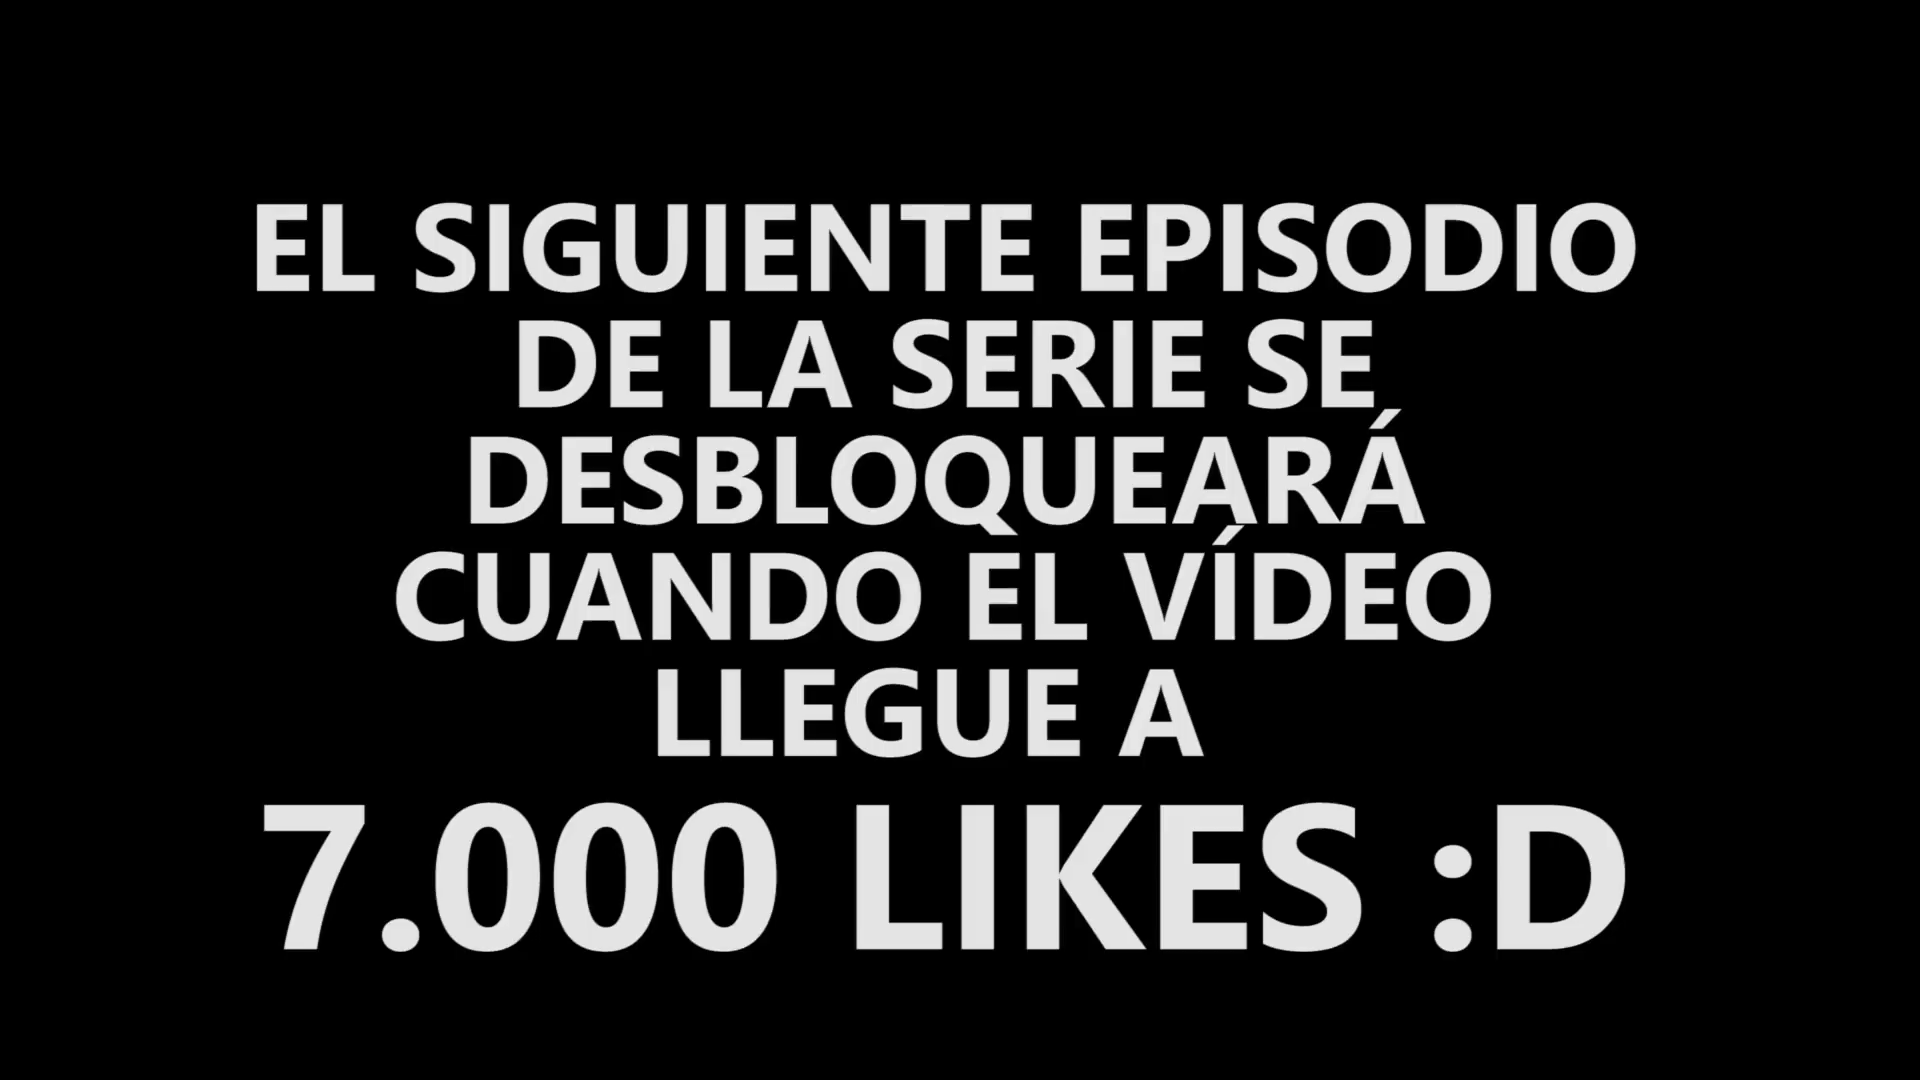 EL SIGUIENTE EPISODIO
DE LA SERIE SE
DESBLOQUEARÁ
CUANDO EL VÍDEO
LLEGUE A
7.000 LIKES :D